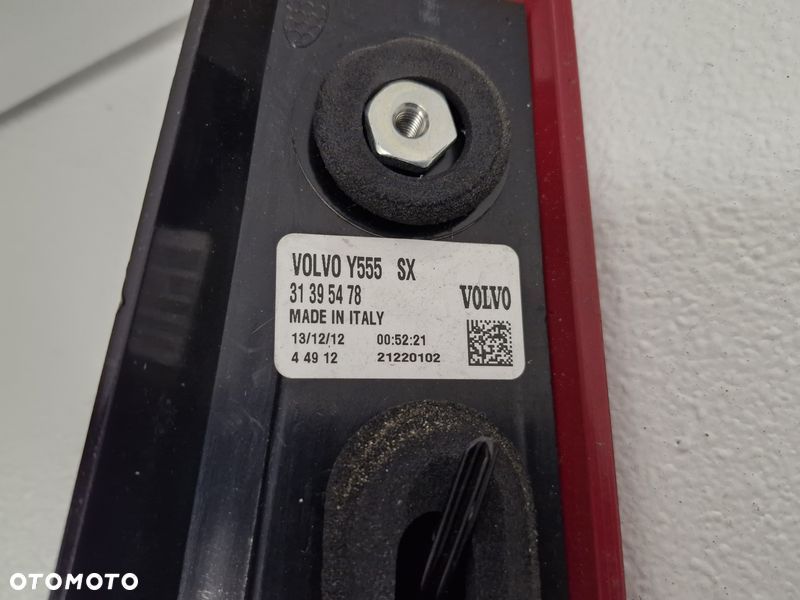 VOLVO Y555 SX
31 39 54 78
VOLVO
MADE IN ITALY
13/12/12 00:52:21
4 49 12 21220102
OTOMOTO